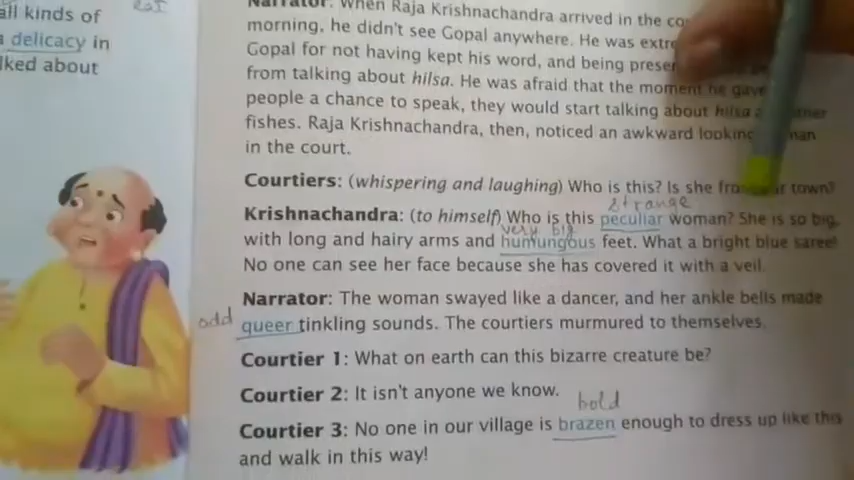 all kinds of
a delicacy in
lked about
eat
Narrator: When Raja Krishnachandra arrived in the co
morning, he didn't see Gopal anywhere. He was extre
Gopal for not having kept his word, and being presen
from talking about hilsa. He was afraid that the moment he gave
people a chance to speak, they would start talking about hilsa
fishes. Raja Krishnachandra, then, noticed an awkward looking man
in the court.
Courtiers: (whispering and laughing) Who is this? Is she from town?
strange
Krishnachandra: (to himself) Who is this peculiar woman? She is so big,
very big
with long and hairy arms and humungous feet. What a bright blue saree!
No one can see her face because she has covered it with a veil.
Narrator: The woman swayed like a dancer, and her ankle bells made
odd
queer tinkling sounds. The courtiers murmured to themselves.
Courtier 1: What on earth can this bizarre creature be?
Courtier 2: It isn't anyone we know.
bold
Courtier 3: No one in our village is brazen enough to dress up like this
and walk in this way!